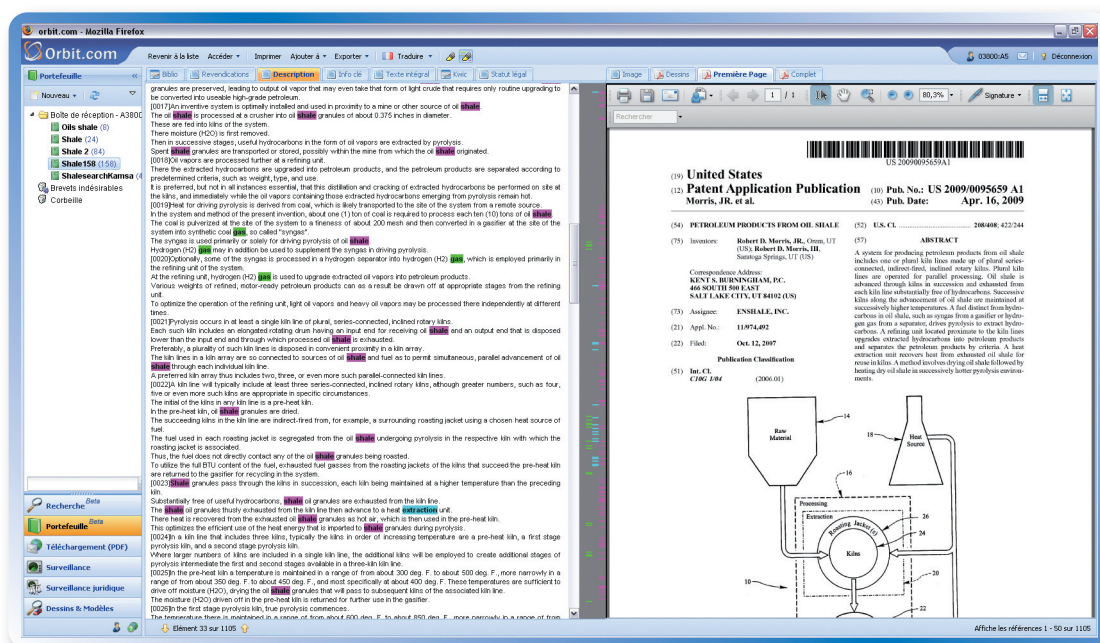 orbit.com - Mozilla Firefox
Orbit.com
Revenir à la liste Accéder Imprimer Ajouter à Exporter Traduire
03800:A5 Déconnexion
Portefeuille
Biblio Revendications Description Info clé Texte intégral Kwic Statut légal
Image Dessins Première Page Complet
Nouveau
Boîte de réception - A380
Oils shale (8)
Shale (24)
Shale 2 (84)
Shale158 (158)
ShalesearchKamsa (4
Brevets indésirables
Corbeille
Recherche Beta
Portefeuille Beta
Téléchargement (PDF)
Surveillance
Surveillance juridique
Dessins & Modèles
granules are preserved, leading to output oil vapor that may even take that form of light crude that requires only routine upgrading to
be converted into useable high-grade petroleum.
[0017]An inventive system is optimally installed and used in proximity to a mine or other source of oil shale.
The oil shale is processed at a crusher into oil shale granules of about 0.375 inches in diameter.
These are fed into kilns of the system.
There moisture (H2O) is first removed.
Then in successive stages, useful hydrocarbons in the form of oil vapors are extracted by pyrolysis.
Spent shale granules are transported or stored, possibly within the mine from which the oil shale originated.
[0018]Oil vapors are processed further at a refining unit.
There the extracted hydrocarbons are upgraded into petroleum products, and the petroleum products are separated according to
predetermined criteria, such as weight, type, and use.
It is preferred, but not in all instances essential, that this distillation and cracking of extracted hydrocarbons be performed on site at
the kilns, and immediately while the oil vapors containing those extracted hydrocarbons emerging from pyrolysis remain hot.
[0019]Heat for driving pyrolysis is derived from coal, which is likely transported to the site of the system from a remote source.
In the system and method of the present invention, about one (1) ton of coal is required to process each ten (10) tons of oil shale.
The coal is pulverized at the site of the system to a fineness of about 200 mesh and then converted in a gasifier at the site of the
system into synthetic coal gas, so called "syngas".
The syngas is used primarily or solely for driving pyrolysis of oil shale.
Hydrogen (H2) gas may in addition be used to supplement the syngas in driving pyrolysis.
[0020]Optionally, some of the syngas is processed in a hydrogen separator into hydrogen (H2) gas, which is employed primarily in
the refining unit of the system.
At the refining unit, hydrogen (H2) gas is used to upgrade extracted oil vapors into petroleum products.
Various weights of refined, motor-ready petroleum products can as a result be drawn off at appropriate stages from the refining
unit.
To optimize the operation of the refining unit, light oil vapors and heavy oil vapors may be processed there independently at different
times.
[0021]Pyrolysis occurs in at least a single kiln line of plural, series-connected, inclined rotary kilns.
Each such kiln includes an elongated rotating drum having an input end for receiving oil shale and an output end that is disposed
lower than the input end and through which processed oil shale is exhausted.
Preferably, a plurality of such kiln lines is disposed in convenient proximity in a kiln array.
The kiln lines in a kiln array are so connected to sources of oil shale and fuel as to permit simultaneous, parallel advancement of oil
shale through each individual kiln line.
A preferred kiln array thus includes two, three, or even more such parallel-connected kiln lines.
[0022]A kiln line will typically include at least three series-connected, inclined rotary kilns, although greater numbers, such as four,
five or even more such kilns are appropriate in specific circumstances.
The initial of the kilns in any kiln line is a pre-heat kiln.
In the pre-heat kiln, oil shale granules are dried.
The succeeding kilns in the kiln line are indirect-fired from, for example, a surrounding roasting jacket using a chosen heat source of
fuel.
The fuel used in each roasting jacket is segregated from the oil shale undergoing pyrolysis in the respective kiln with which the
roasting jacket is associated.
Thus, the fuel does not directly contact any of the oil shale granules being roasted.
To utilize the full BTU content of the fuel, exhausted fuel gasses from the roasting jackets of the kilns that succeed the pre-heat kiln
are returned to the gasifier for recycling in the system.
[0023]Shale granules pass through the kilns in succession, each kiln being maintained at a higher temperature than the preceding
kiln.
Substantially free of useful hydrocarbons, shale oil granules are exhausted from the kiln line.
The shale oil granules thusly exhausted from the kiln line then advance to a heat extraction unit.
There heat is recovered from the exhausted oil shale granules as hot air, which is then used in the pre-heat kiln.
This optimizes the efficient use of the heat energy that is imparted to shale granules during pyrolysis.
[0024]In a kiln line that includes three kilns, typically the kilns in order of increasing temperature are a pre-heat kiln, a first stage
pyrolysis kiln, and a second stage pyrolysis kiln.
Where larger numbers of kilns are included in a single kiln line, the additional kilns will be employed to create additional stages of
pyrolysis intermediate the first and second stages available in a three-kiln kiln line.
[0025]In the pre-heat kiln a temperature is maintained in a range of from about 300 deg. F. to about 500 deg. F., more narrowly in a
range of from about 350 deg. F. to about 450 deg. F., and most specifically at about 400 deg. F. These temperatures are sufficient to
drive off moisture (H2O), drying the oil shale granules that will pass to subsequent kilns of the associated kiln line.
The moisture (H2O) driven off in the pre-heat kiln is returned for further use in the gasifier.
[0026]In the first stage pyrolysis kiln, true pyrolysis commences.
The temperature there is maintained in a range of from about 600 deg. F. to about 850 deg. F., more narrowly in a range of from
1 / 1 80,3% Signature
Rechercher
US 20090095659A1
(19) United States
(12) Patent Application Publication (10) Pub. No.: US 2009/0095659 A1
Morris, JR. et al. (43) Pub. Date: Apr. 16, 2009
(54) PETROLEUM PRODUCTS FROM OIL SHALE
(75) Inventors: Robert D. Morris, JR., Orem, UT
(US); Robert D. Morris, III,
Saratoga Springs, UT (US)
Correspondence Address:
KENT S. BURNINGHAM, P.C.
466 SOUTH 500 EAST
SALT LAKE CITY, UT 84102 (US)
(73) Assignee: ENSHALE, INC.
(21) Appl. No.: 11/974,492
(22) Filed: Oct. 12, 2007
Publication Classification
(51) Int. Cl.
C10G 1/04 (2006.01)
(52) U.S. Cl. 208/408; 422/244
(57) ABSTRACT
A system for producing petroleum products from oil shale
includes one or plural kiln lines made up of plural series-
connected, indirect-fired, inclined rotary kilns. Plural kiln
lines are operated for parallel processing. Oil shale is
advanced through kilns in succession and exhausted from
each kiln line substantially free of hydrocarbons. Successive
kilns along the advancement of oil shale are maintained at
successively higher temperatures. A fuel distinct from hydro-
carbons in oil shale, such as syngas from a gasifier or hydro-
gen gas from a separator, drives pyrolysis to extract hydro-
carbons. A refining unit located proximate to the kiln lines
upgrades extracted hydrocarbons into petroleum products
and separates the petroleum products by criteria. A heat
extraction unit recovers heat from exhausted oil shale for
reuse in kilns. A method involves drying oil shale followed by
heating dry oil shale in successively hotter pyrolysis environ-
ments.
Raw
Material
14
18
Heat
Source
16
Processing
Extraction
Roasting Jacket(s)
26
24
Kilns
10
20
22
Elément 33 sur 1105
Affiche les références 1 - 50 sur 1105